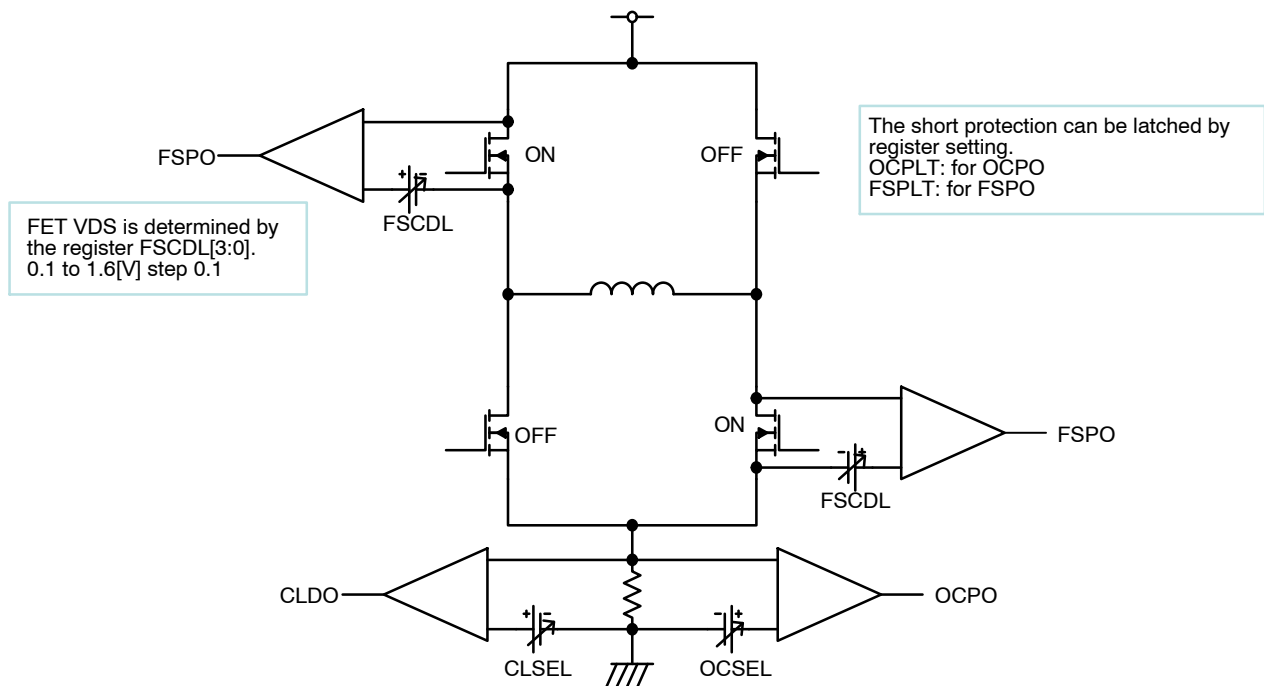 FSPO
ON
OFF
The short protection can be latched by
register setting.
OCPLT: for OCPO
FSPLT: for FSPO
+ -
FSCDL
FET VDS is determined by
the register FSCDL[3:0].
0.1 to 1.6[V] step 0.1
OFF
ON
FSPO
- +
FSCDL
CLDO
+ -
CLSEL
- +
OCSEL
OCPO